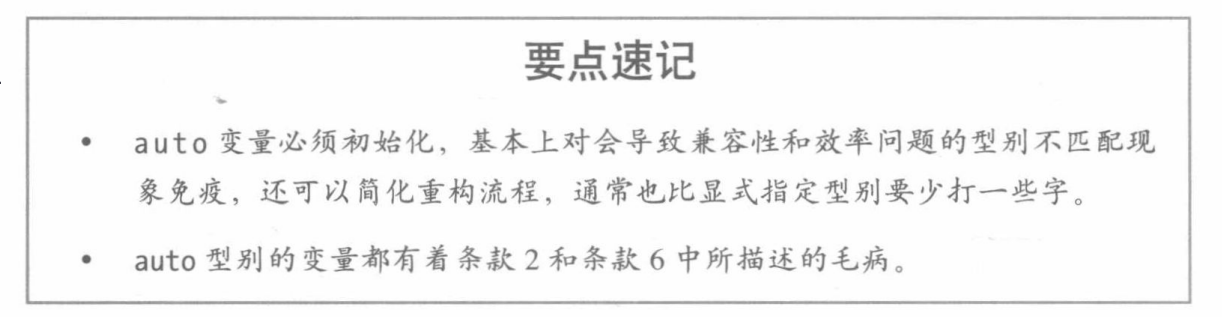 要点速记
• auto 变量必须初始化，基本上对会导致兼容性和效率问题的型别不匹配现
象免疫，还可以简化重构流程，通常也比显式指定型别要少打一些字。
• auto 型别的变量都有着条款 2 和条款 6 中所描述的毛病。